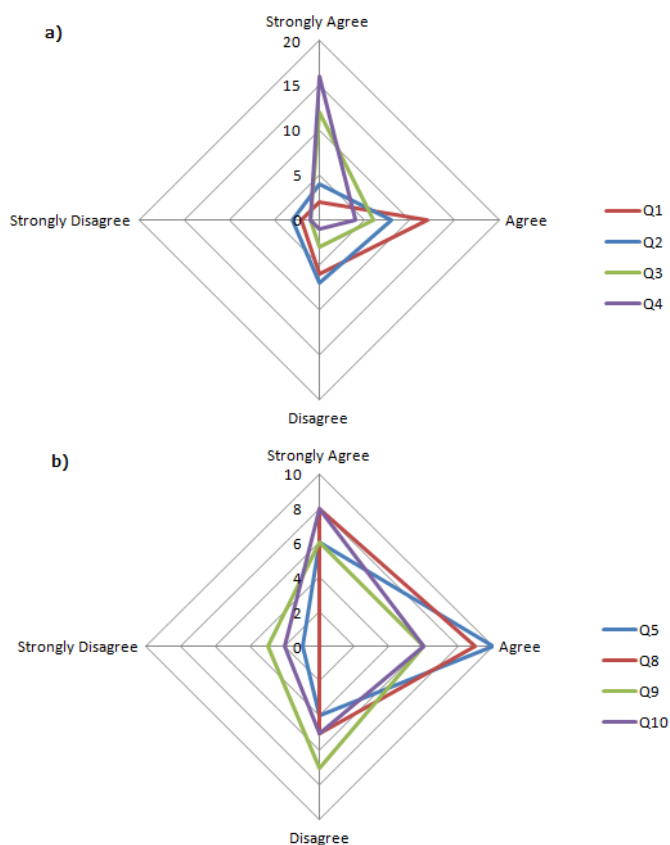 a)
Strongly Agree
20
15
10
5
Strongly Disagree
0
Agree
Disagree
Q1
Q2
Q3
Q4
b)
Strongly Agree
10
8
6
4
2
Strongly Disagree
0
Agree
Disagree
Q5
Q8
Q9
Q10